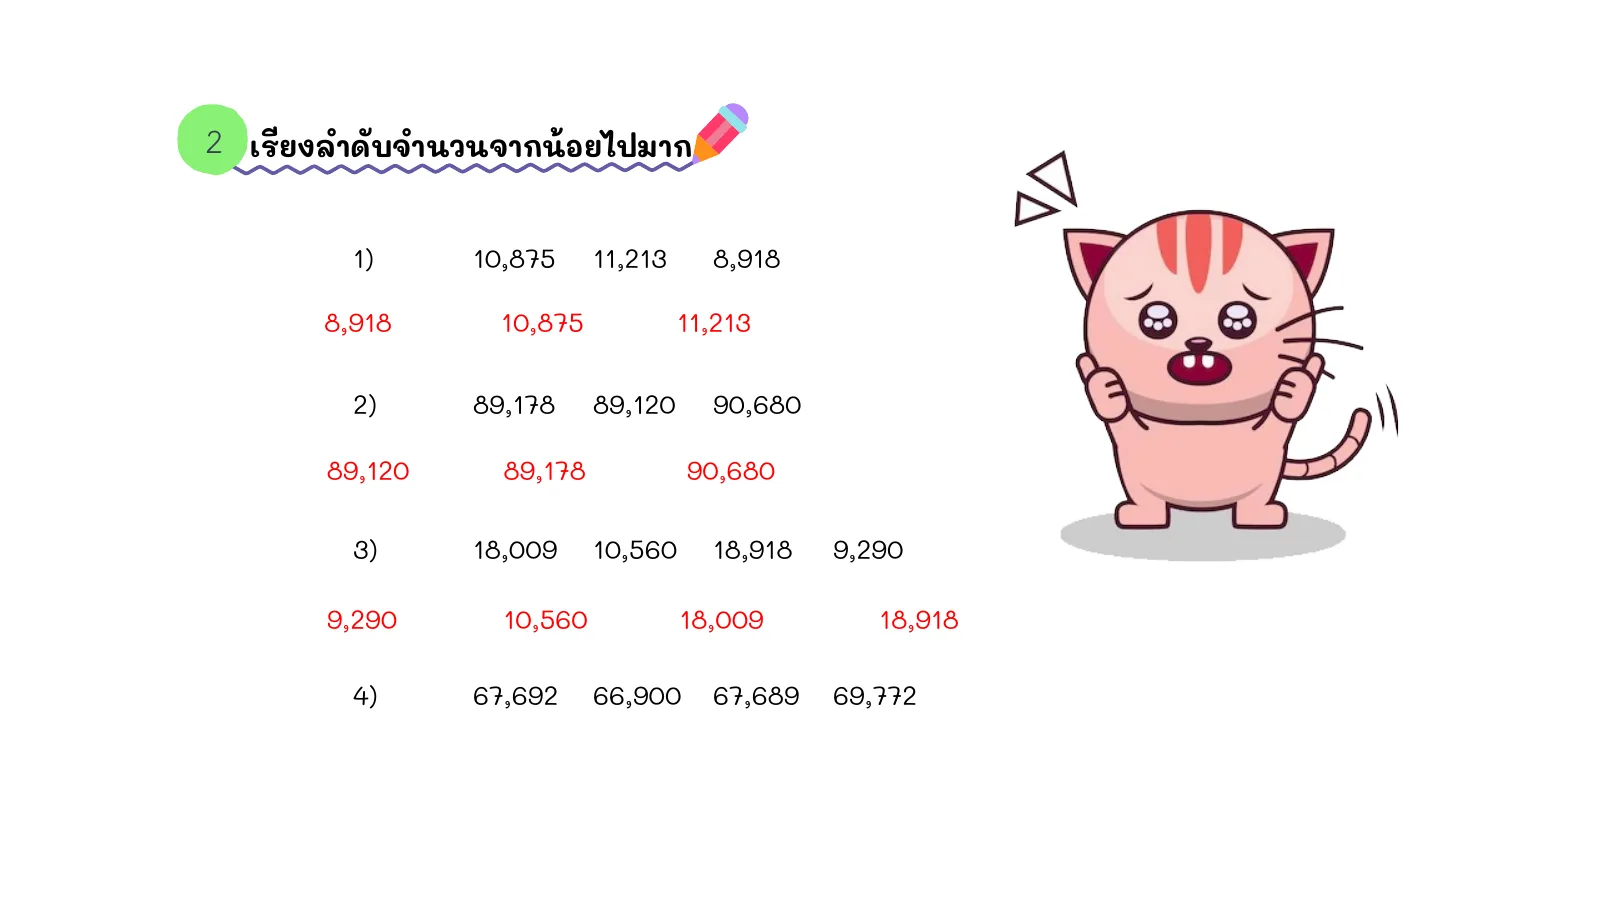 2 เรียงลำดับจำนวนจากน้อยไปมาก
1) 10,875 11,213 8,918
8,918 10,875 11,213
2) 89,178 89,120 90,680
89,120 89,178 90,680
3) 18,009 10,560 18,918 9,290
9,290 10,560 18,009 18,918
4) 67,692 66,900 67,689 69,772